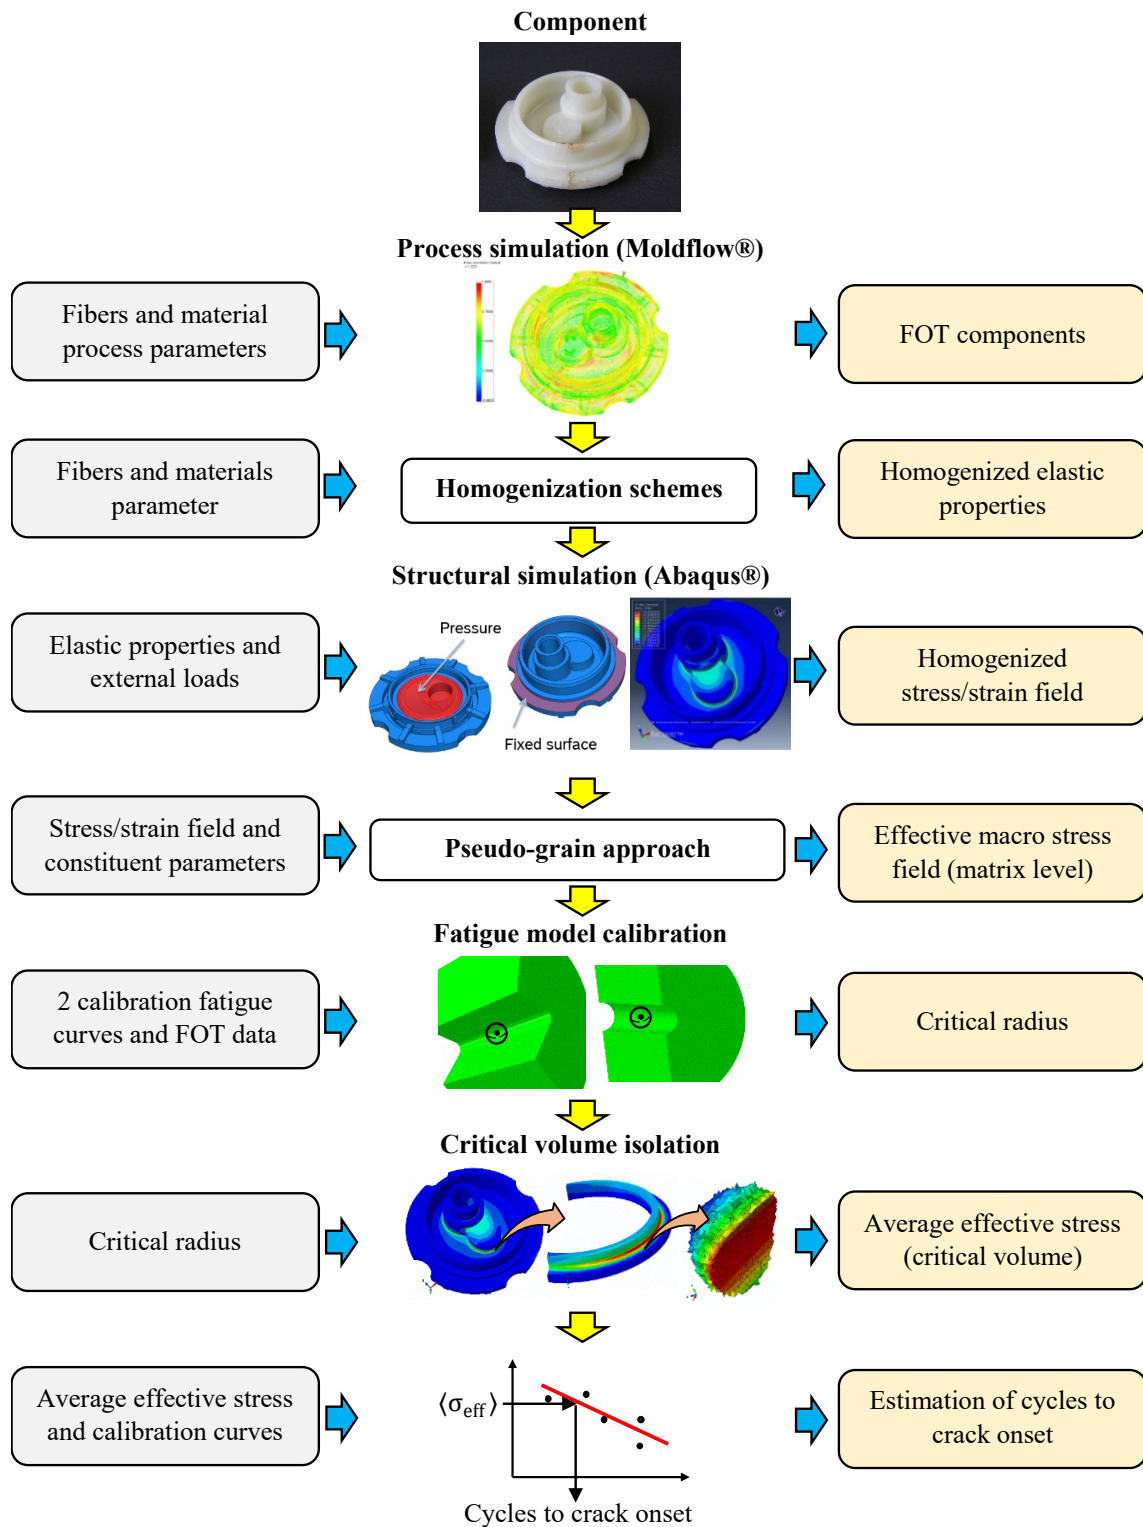 Component
Process simulation (Moldflow®)
Fibers and material
process parameters
FOT components
Fibers and materials
parameter
Homogenization schemes
Homogenized elastic
properties
Structural simulation (Abaqus®)
Elastic properties and
external loads
Pressure
Fixed surface
Homogenized
stress/strain field
Stress/strain field and
constituent parameters
Pseudo-grain approach
Effective macro stress
field (matrix level)
Fatigue model calibration
2 calibration fatigue
curves and FOT data
Critical radius
Critical volume isolation
Critical radius
Average effective stress
(critical volume)
Average effective stress
and calibration curves
⟨σeff⟩
Cycles to crack onset
Estimation of cycles to
crack onset